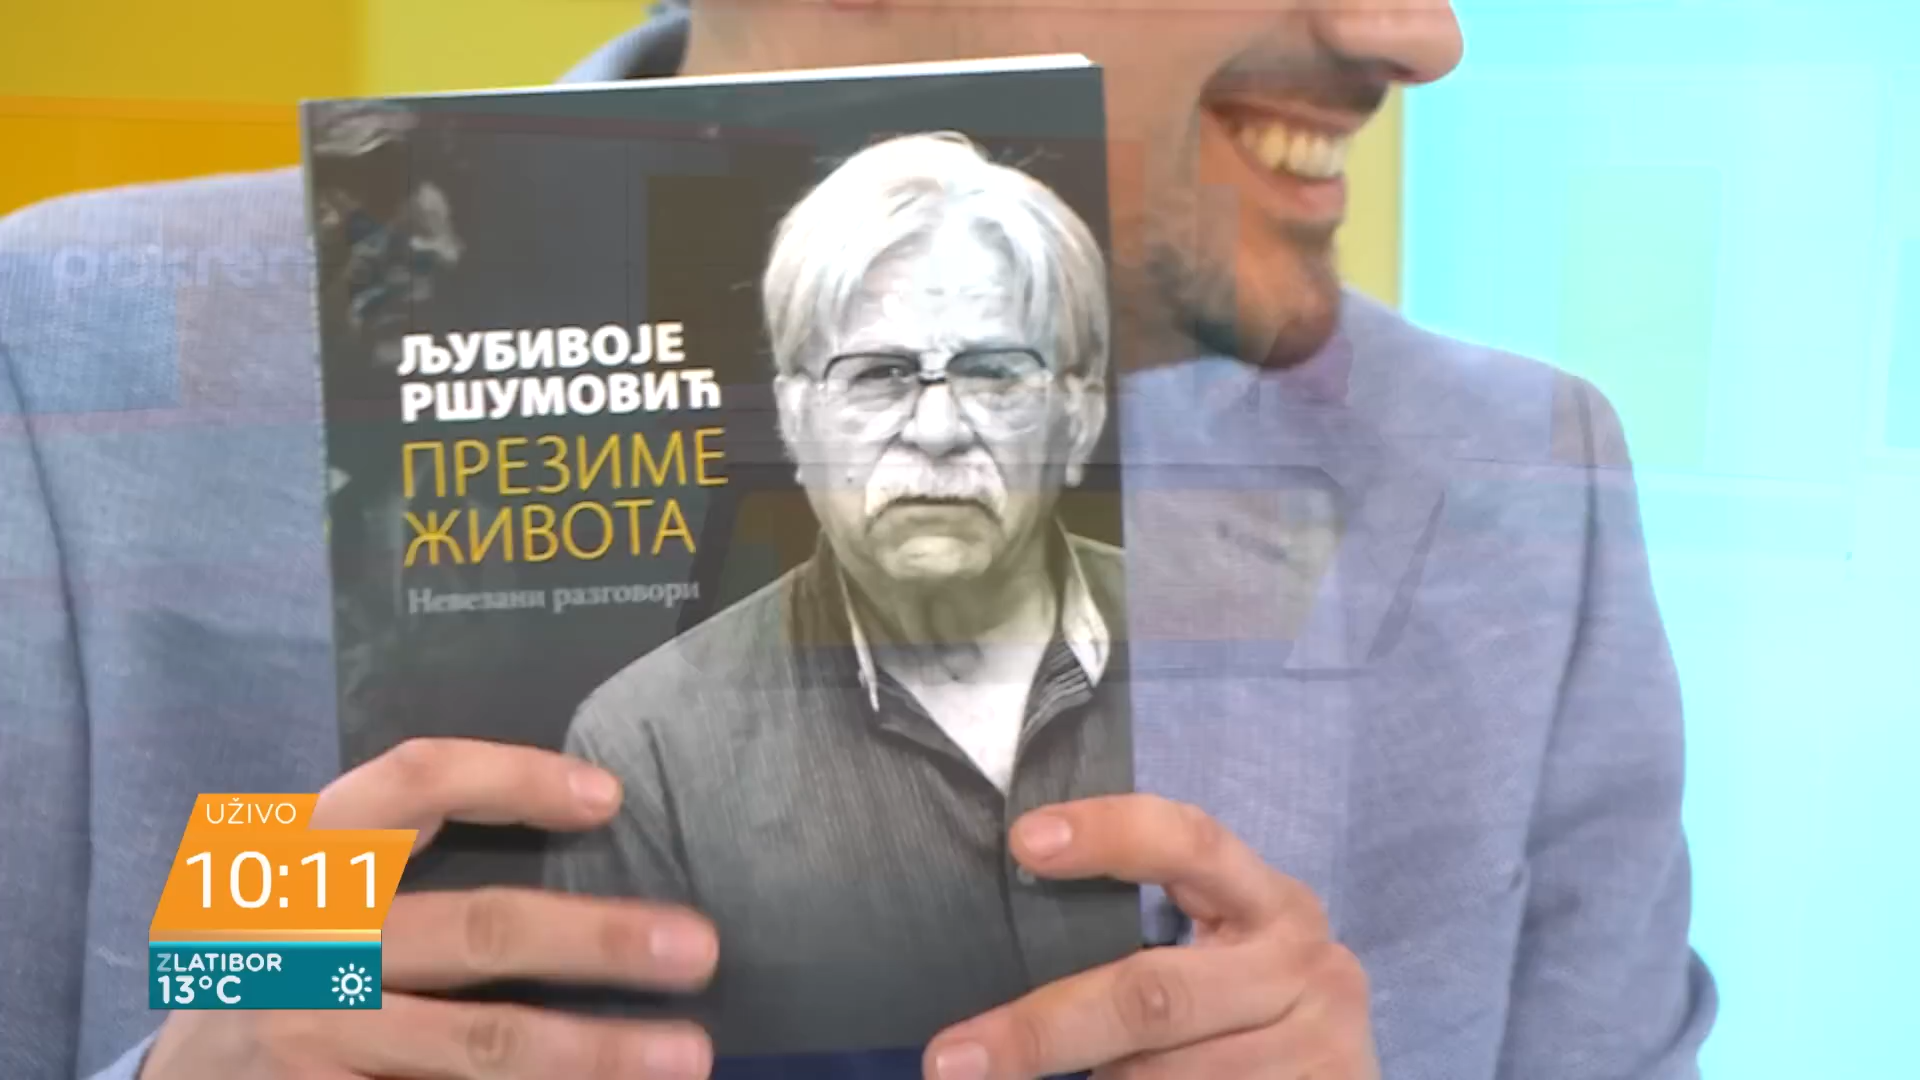 ЉУБИВОЈЕ
РШУМОВИЋ
ПРЕЗИМЕ
ЖИВОТА
Невезани разговори
UŽIVO
10:11
ZLATIBOR
13°C